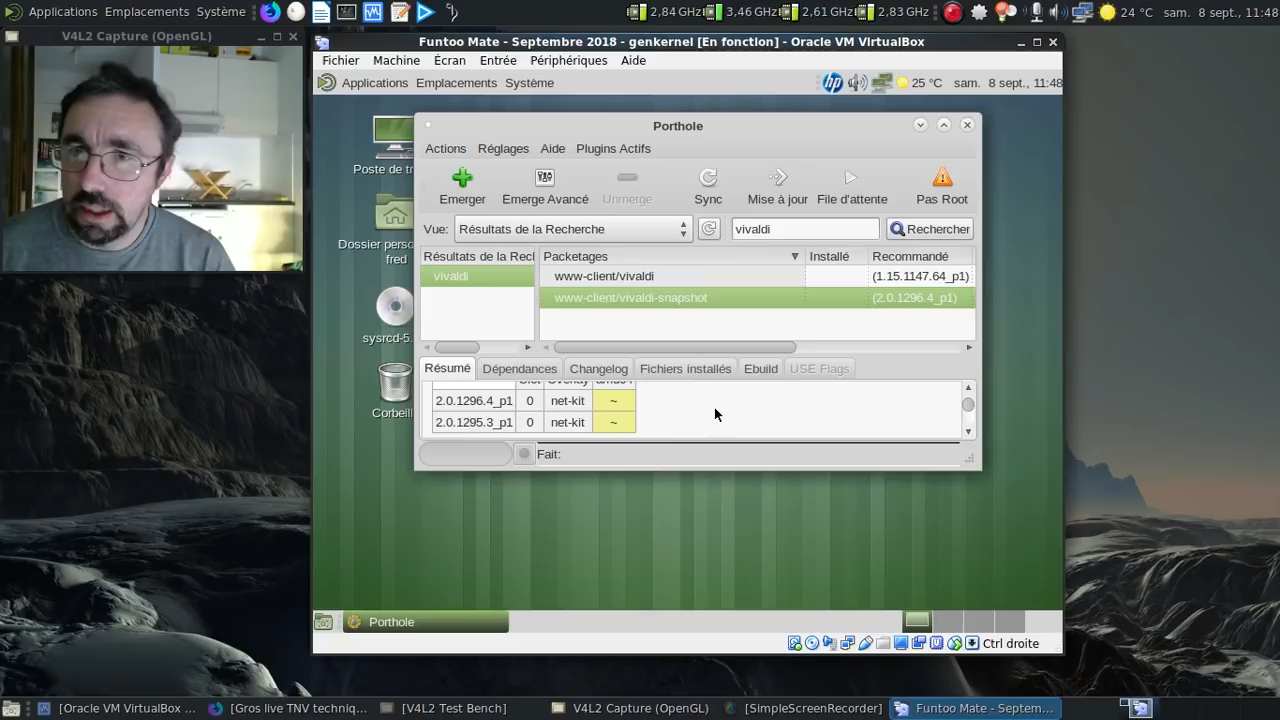 Applications Emplacements Système 2,84 GHz 3,46 GHz 2,61 GHz 2,83 GHz 24 °C sam. 8 sept., 11:48
V4L2 Capture (OpenGL)
Funtoo Mate - Septembre 2018 - genkernel [En fonction] - Oracle VM VirtualBox
Fichier Machine Écran Entrée Périphériques Aide
Applications Emplacements Système 25 °C sam. 8 sept., 11:48
Poste de tr
Dossier perso
fred
sysrcd-5.
Corbeill
Porthole
Actions Réglages Aide Plugins Actifs
Emerger Emerge Avancé Unmerge Sync Mise à jour File d'attente Pas Root
Vue: Résultats de la Recherche vivaldi Rechercher
Résultats de la Recl Packetages Installé Recommandé
vivaldi www-client/vivaldi (1.15.1147.64_p1)
www-client/vivaldi-snapshot (2.0.1296.4_p1)
Résumé Dépendances Changelog Fichiers installés Ebuild USE Flags
2.0.1296.4_p1 0 net-kit ~
2.0.1295.3_p1 0 net-kit ~
Fait:
Porthole
Ctrl droite
[Oracle VM VirtualBox ... [Gros live TNV techniq... [V4L2 Test Bench] V4L2 Capture (OpenGL) [SimpleScreenRecorder] Funtoo Mate - Septem...